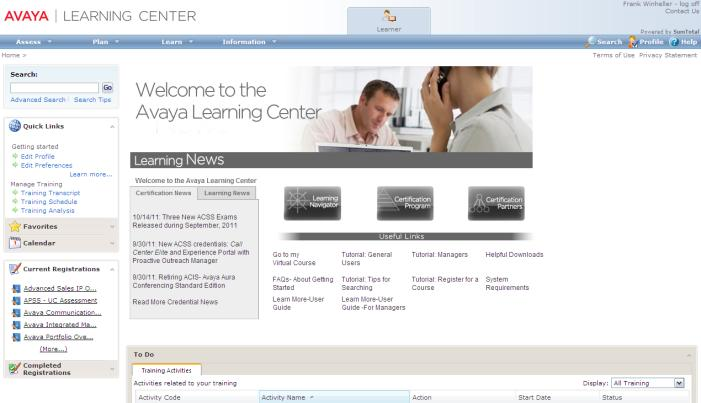 AVAYA | LEARNING CENTER
Learner
Frank Winheller - log off
Contact Us
Powered by SumTotal
Assess Plan Learn Information
Search Profile Help
Home >
Terms of Use Privacy Statement
Search:
Go
Advanced Search Search Tips
Quick Links
Getting started
Edit Profile
Edit Preferences
Learn more...
Manage Training
Training Transcript
Training Schedule
Training Analysis
Favorites
Calendar
Current Registrations
Advanced Sales IP O...
APSS - UC Assessment
Avaya Communication...
Avaya Integrated Ma...
Avaya Portfolio Ove...
(More...)
Completed
Registrations
Welcome to the
Avaya Learning Center
Learning News
Welcome to the Avaya Learning Center
Certification News Learning News
10/14/11: Three New ACSS Exams
Released during September, 2011
9/30/11: New ACSS credentials: Call
Center Elite and Experience Portal with
Proactive Outreach Manager
9/30/11: Retiring ACIS- Avaya Aura
Conferencing Standard Edition
Read More Credential News
Learning
Navigator
Certification
Program
Certification
Partners
Useful Links
Go to my
Virtual Course
Tutorial: General
Users
Tutorial: Managers
Helpful Downloads
FAQs- About Getting
Started
Tutorial: Tips for
Searching
Tutorial: Register for a
Course
System
Requirements
Learn More-User
Guide
Learn More-User
Guide -For Managers
To Do
Training Activities
Activities related to your training
Display: All Training
Activity Code Activity Name Action Start Date Status